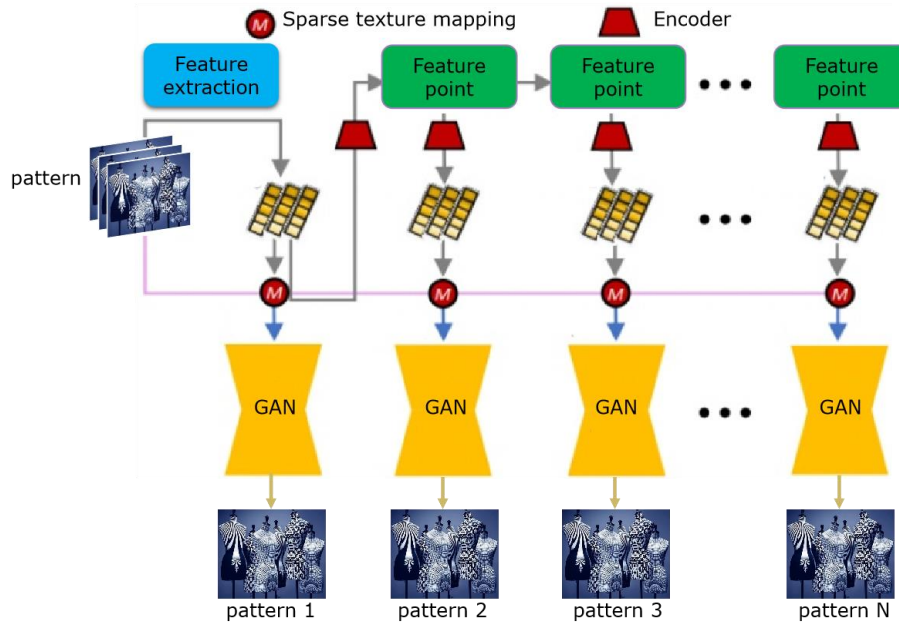 M Sparse texture mapping
Encoder
Feature
extraction
Feature
point
Feature
point
Feature
point
pattern
M
M
M
M
GAN
GAN
GAN
GAN
pattern 1
pattern 2
pattern 3
pattern N